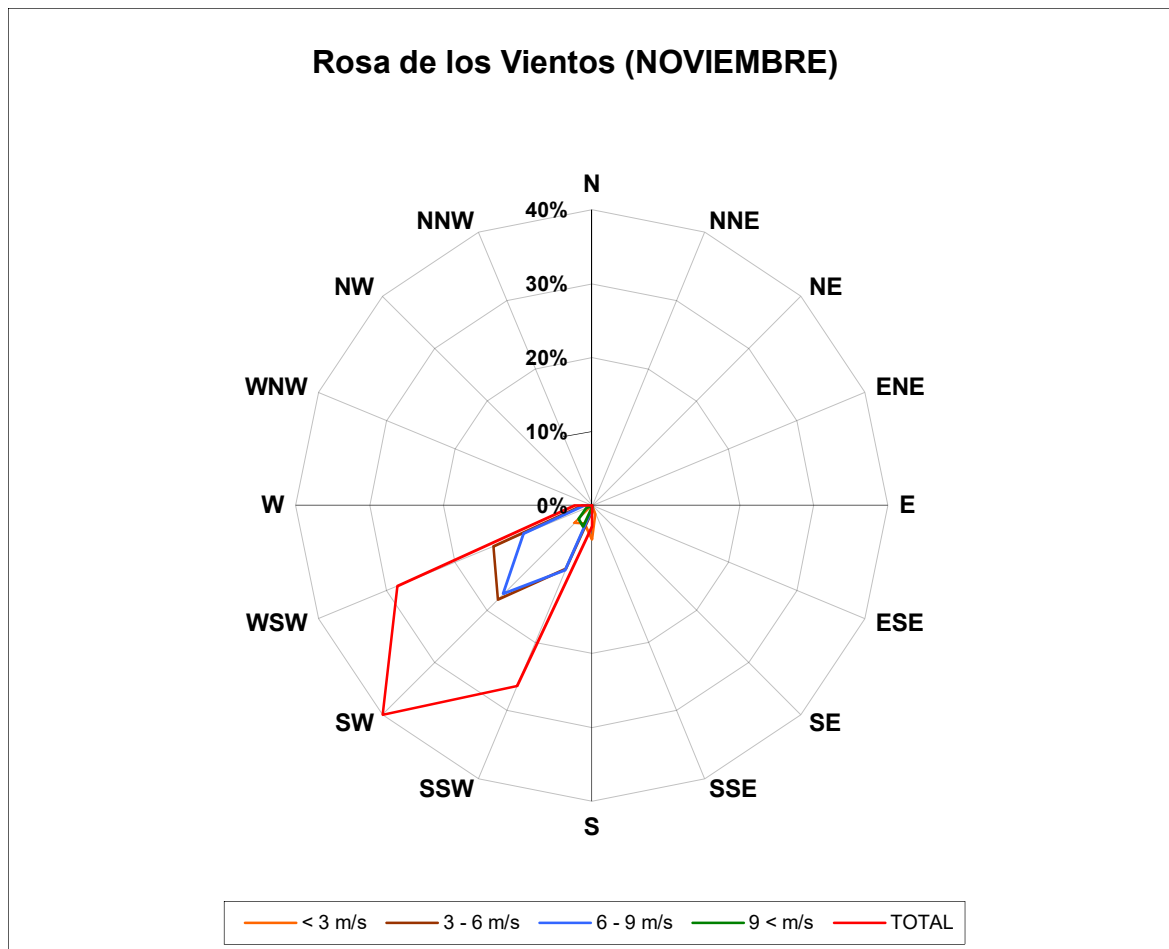 Rosa de los Vientos (NOVIEMBRE)
N
40%
NNW
NNE
30%
NW
NE
20%
WNW
ENE
10%
W
0%
E
WSW
ESE
SW
SE
SSW
SSE
S
< 3 m/s 3 - 6 m/s 6 - 9 m/s 9 < m/s TOTAL